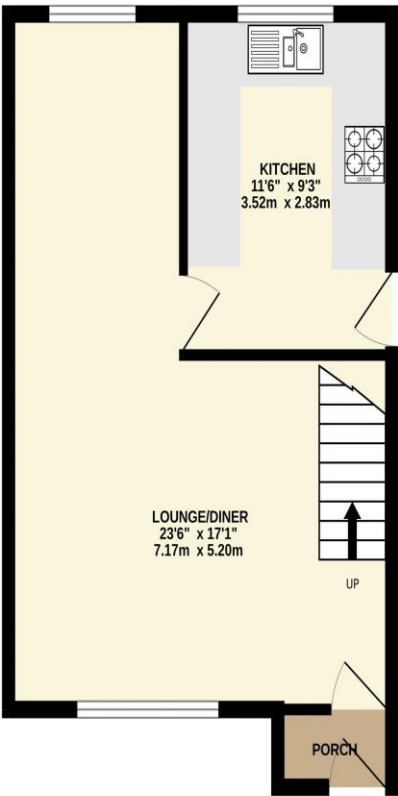 KITCHEN
11'6" x 9'3"
3.52m x 2.83m
LOUNGE/DINER
23'6" x 17'1"
7.17m x 5.20m
UP
PORCH